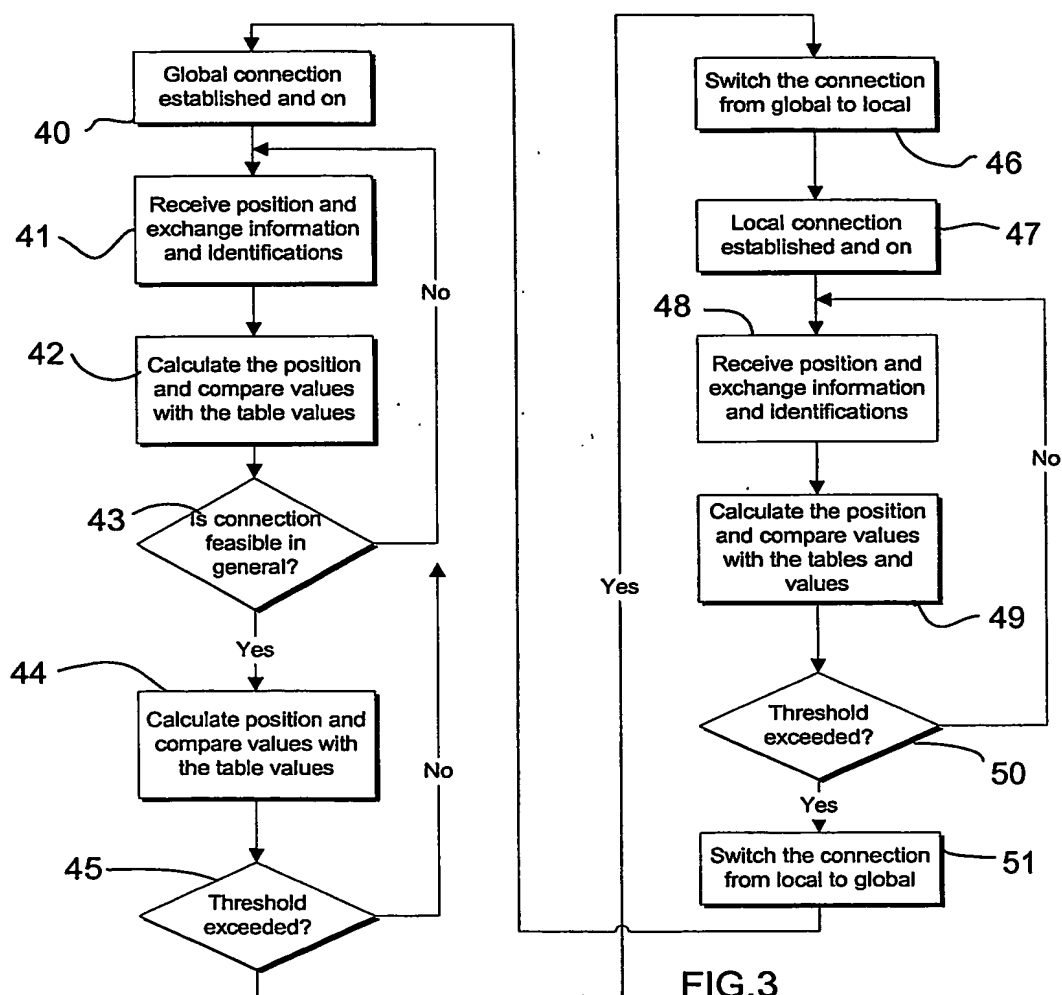 Global connection
established and on
40
Receive position and
exchange information
and Identifications
41
No
42
Calculate the position
and compare values
with the table values
43
Is connection
feasible in
general?
Yes
44
Calculate position and
compare values with
the table values
No
45
Threshold
exceeded?
Yes
Switch the connection
from global to local
46
Local connection
established and on
47
48
Receive position and
exchange information
and identifications
No
Calculate the position
and compare values
with the tables and
values
49
Threshold
exceeded?
50
Yes
Switch the connection
from local to global
51
FIG.3